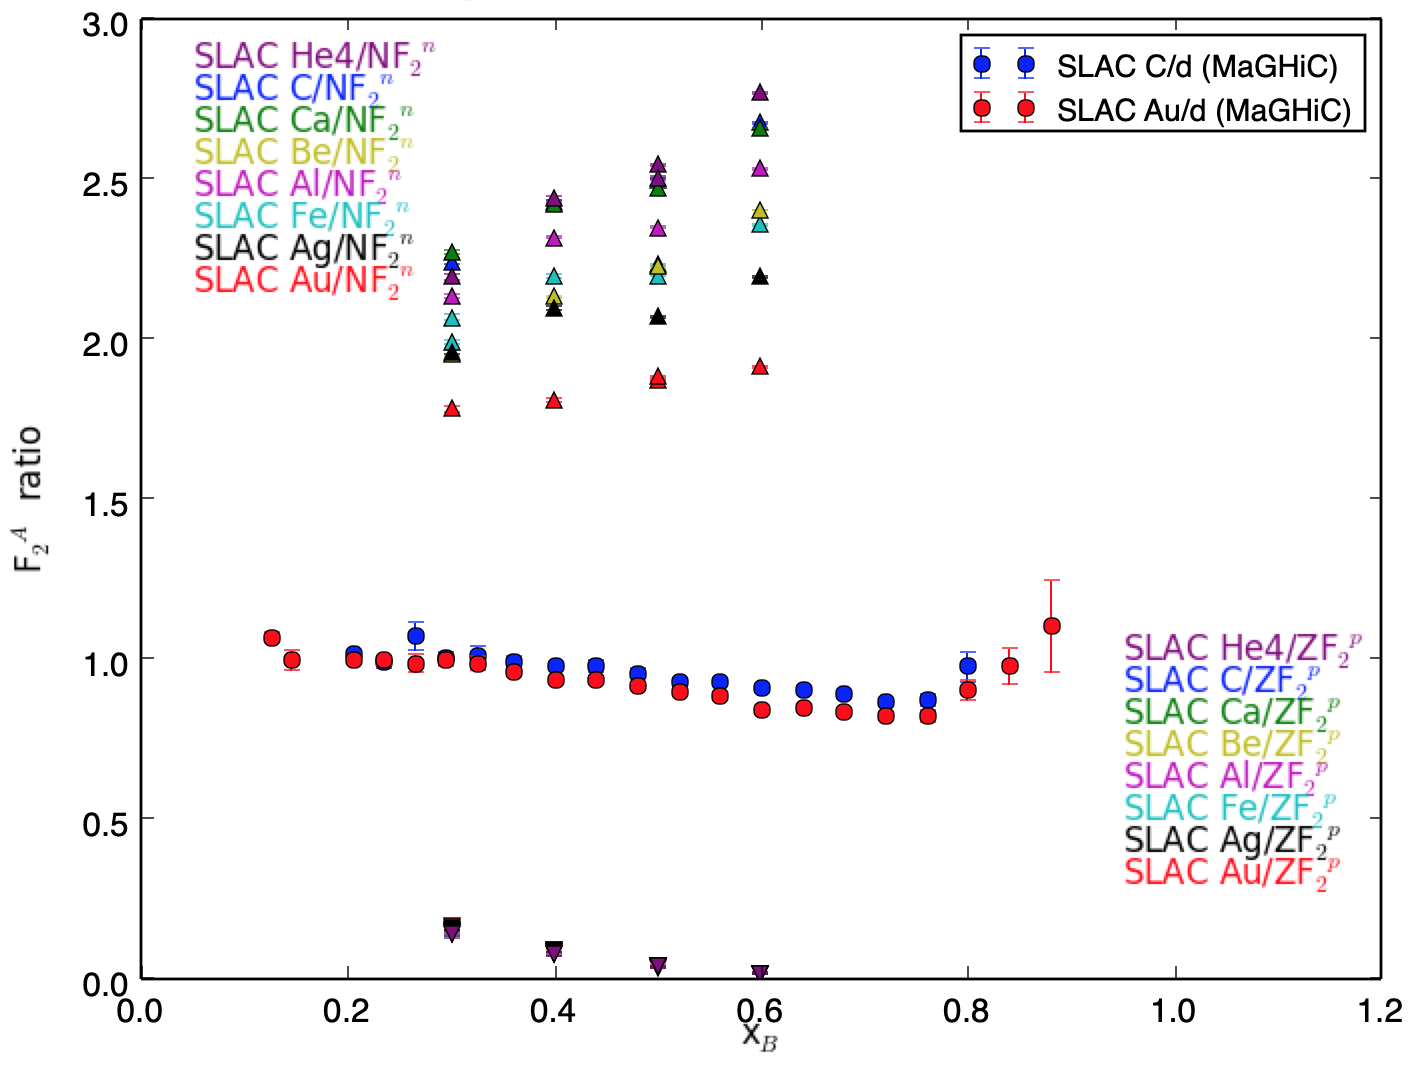 3.0
SLAC He4/NF₂ⁿ
SLAC C/NF₂ⁿ
SLAC Ca/NF₂ⁿ
SLAC Be/NF₂ⁿ
SLAC Al/NF₂ⁿ
SLAC Fe/NF₂ⁿ
SLAC Ag/NF₂ⁿ
SLAC Au/NF₂ⁿ
SLAC C/d (MaGHiC)
SLAC Au/d (MaGHiC)
2.5
2.0
1.5
1.0
0.5
0.0
F₂ᴬ ratio
SLAC He4/ZF₂ᵖ
SLAC C/ZF₂ᵖ
SLAC Ca/ZF₂ᵖ
SLAC Be/ZF₂ᵖ
SLAC Al/ZF₂ᵖ
SLAC Fe/ZF₂ᵖ
SLAC Ag/ZF₂ᵖ
SLAC Au/ZF₂ᵖ
0.0 0.2 0.4 0.6 0.8 1.0 1.2
x_B